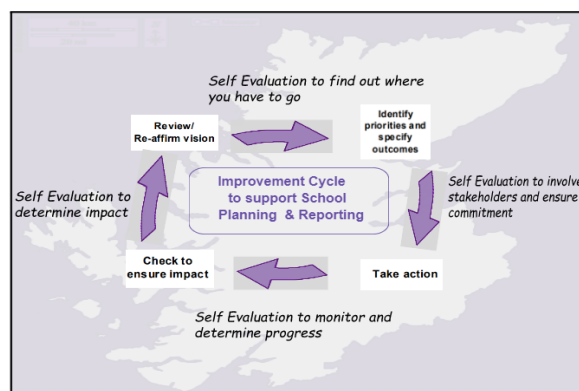 Self Evaluation to find out where
you have to go
Review/
Re-affirm vision
Identify
priorities and
specify
outcomes
Self Evaluation to
determine impact
Improvement Cycle
to support School
Planning & Reporting
Self Evaluation to involve
stakeholders and ensure
commitment
Check to
ensure impact
Take action
Self Evaluation to monitor and
determine progress